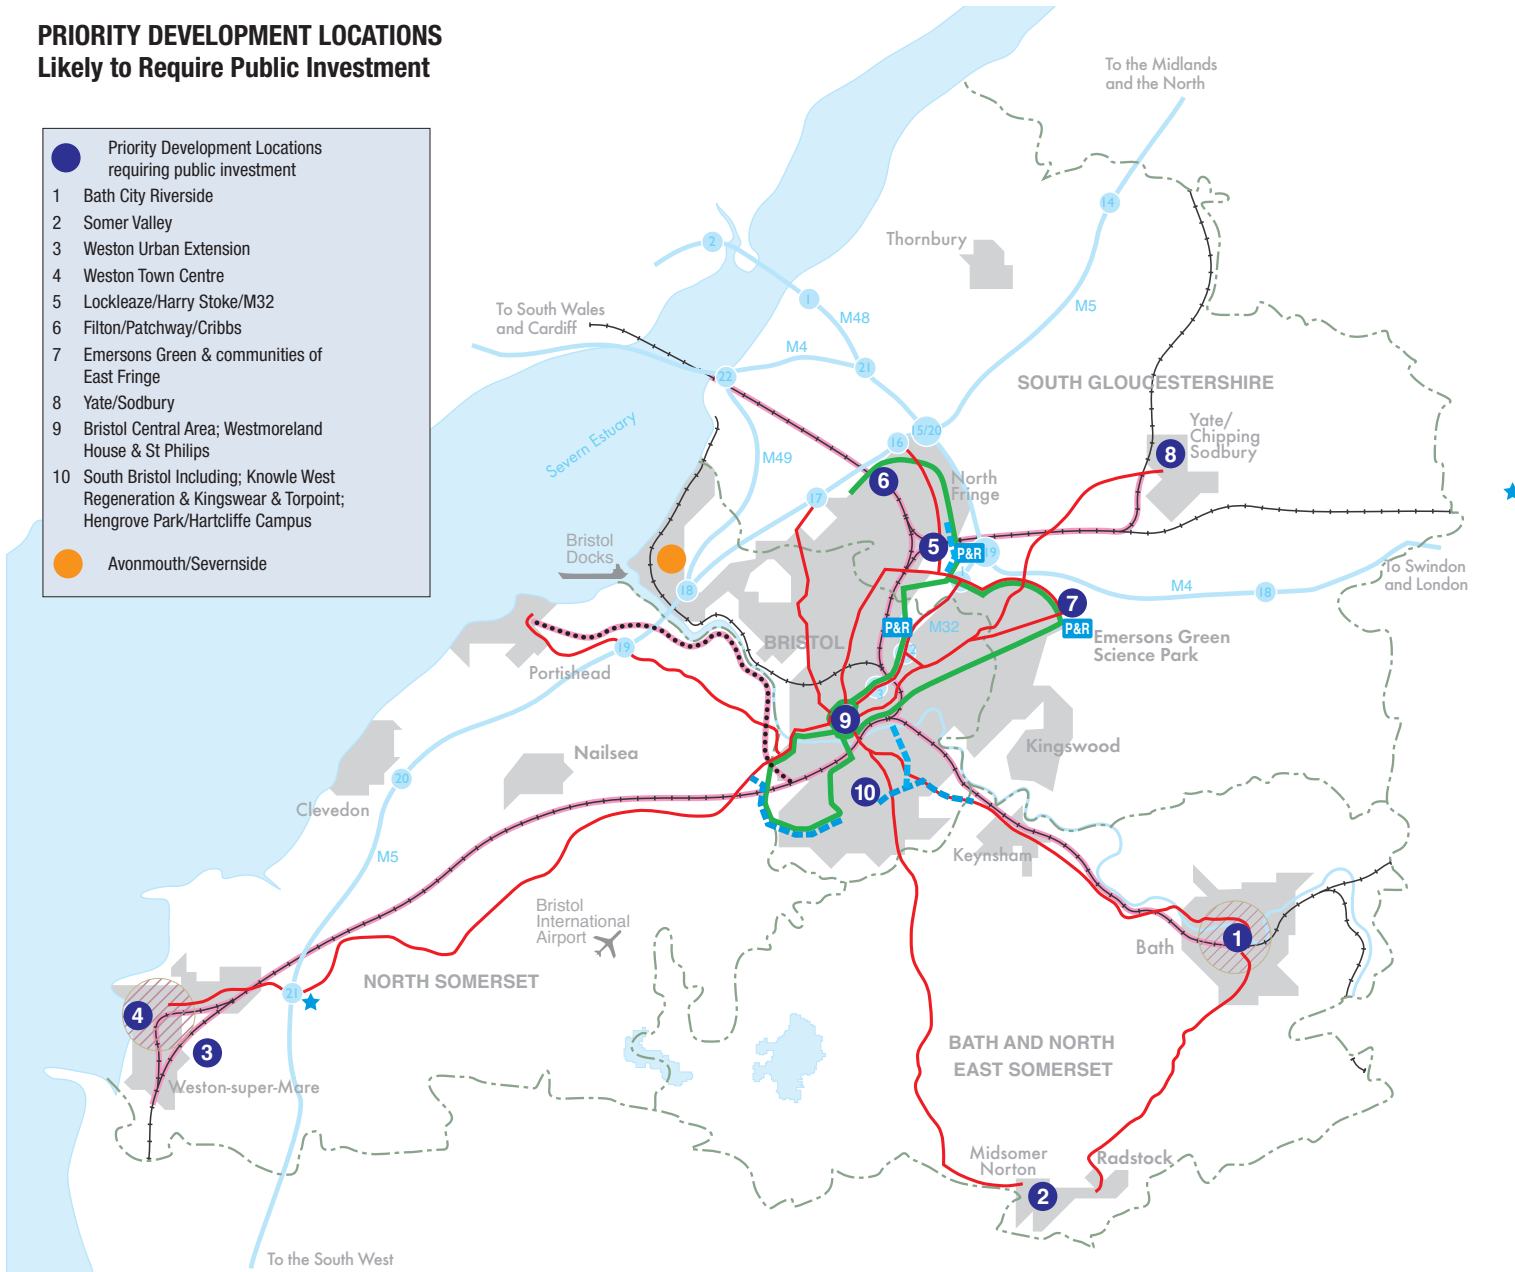 PRIORITY DEVELOPMENT LOCATIONS
Likely to Require Public Investment
Priority Development Locations
requiring public investment
1 Bath City Riverside
2 Somer Valley
3 Weston Urban Extension
4 Weston Town Centre
5 Lockleaze/Harry Stoke/M32
6 Filton/Patchway/Cribbs
7 Emersons Green & communities of
East Fringe
8 Yate/Sodbury
9 Bristol Central Area; Westmoreland
House & St Philips
10 South Bristol Including; Knowle West
Regeneration & Kingswear & Torpoint;
Hengrove Park/Hartcliffe Campus
Avonmouth/Severnside
To the Midlands
and the North
14
Thornbury
2
1
M48
M5
To South Wales
and Cardiff
M4
21
22
SOUTH GLOUCESTERSHIRE
Severn Estuary
15/20
16
M49
Yate/
Chipping
Sodbury
8
6
North
Fringe
17
Bristol
Docks
5
P&R
19
To Swindon
and London
18
M4
18
7
P&R
M32
P&R
Emersons Green
Science Park
BRISTOL
19
2
Portishead
3
9
Kingswood
Nailsea
20
10
Clevedon
M5
Keynsham
Bristol
International
Airport
Bath
1
NORTH SOMERSET
21
4
3
BATH AND NORTH
EAST SOMERSET
Weston-super-Mare
Midsomer
Norton
Radstock
2
To the South West